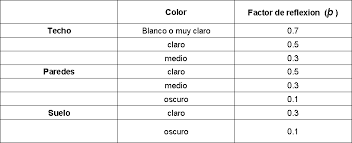 Color Factor de reflexion (ρ)
Techo Blanco o muy claro 0.7
claro 0.5
medio 0.3
Paredes claro 0.5
medio 0.3
oscuro 0.1
Suelo claro 0.3
oscuro 0.1